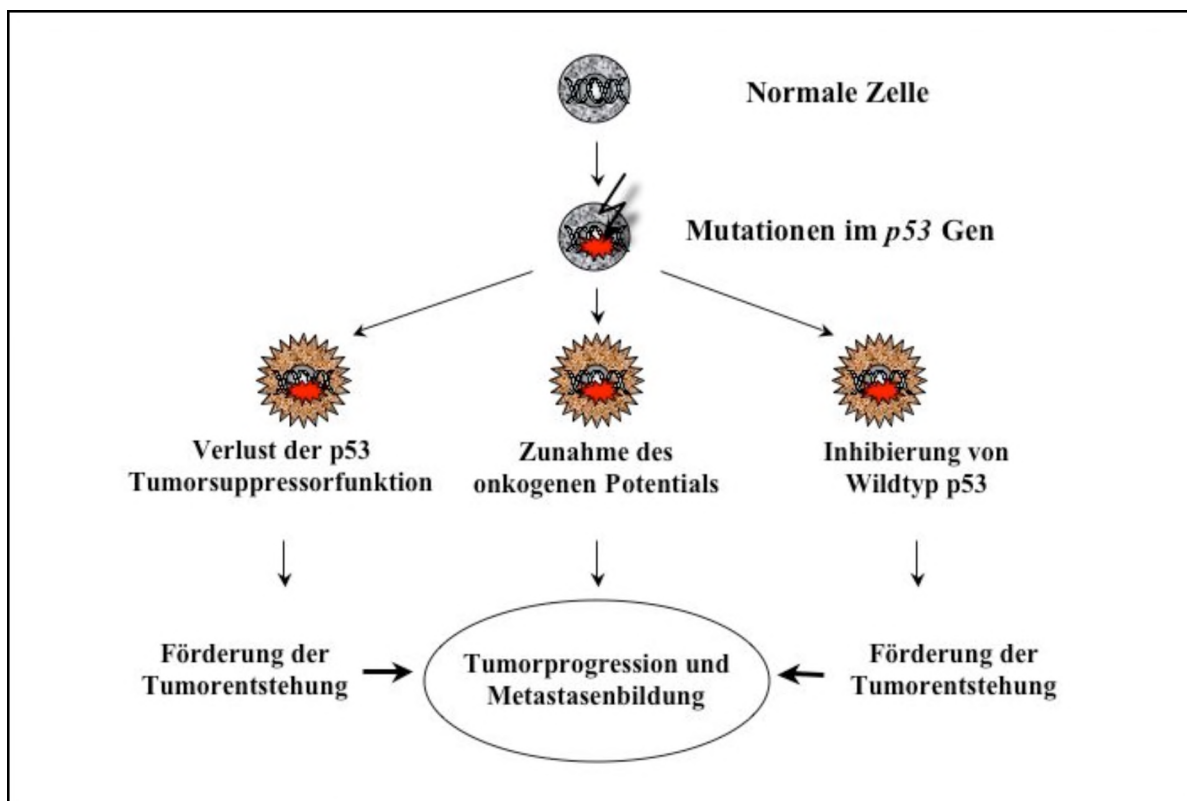 Normale Zelle
Mutationen im p53 Gen
Verlust der p53
Tumorsuppressorfunktion
Zunahme des
onkogenen Potentials
Inhibierung von
Wildtyp p53
Förderung der
Tumorentstehung
Tumorprogression und
Metastasenbildung
Förderung der
Tumorentstehung